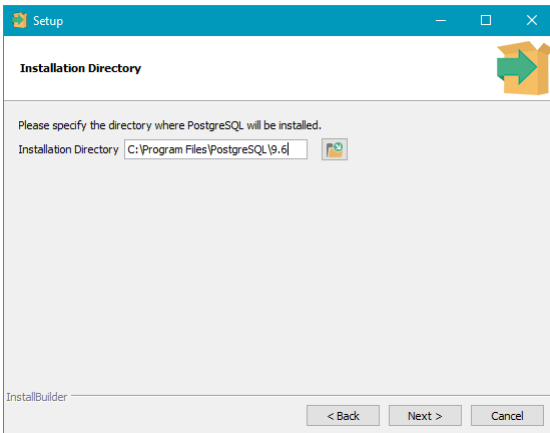 Setup
Installation Directory
Please specify the directory where PostgreSQL will be installed.
Installation Directory C:\Program Files\PostgreSQL\9.6
InstallBuilder
< Back Next > Cancel